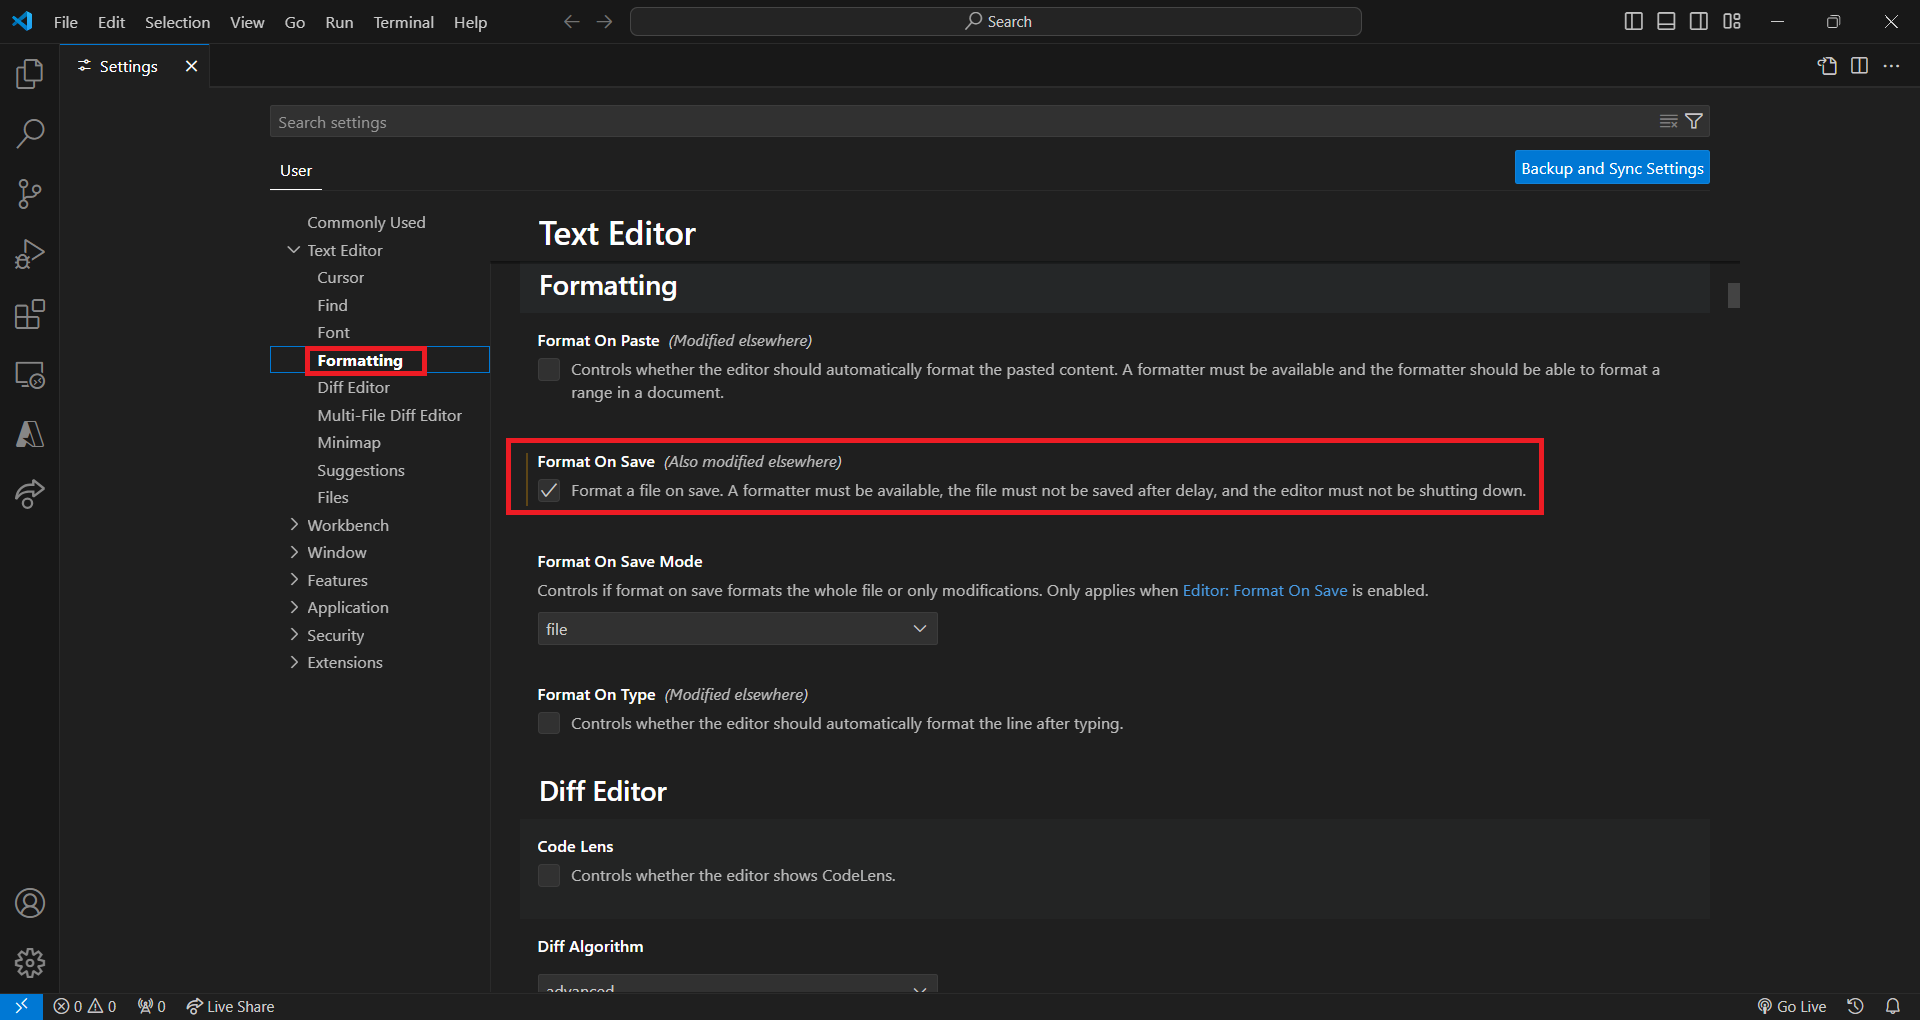 File Edit Selection View Go Run Terminal Help Search
Settings
Search settings
User
Backup and Sync Settings
Commonly Used
Text Editor
Cursor
Find
Font
Formatting
Diff Editor
Multi-File Diff Editor
Minimap
Suggestions
Files
Workbench
Window
Features
Application
Security
Extensions
Text Editor
Formatting
Format On Paste (Modified elsewhere)
Controls whether the editor should automatically format the pasted content. A formatter must be available and the formatter should be able to format a
range in a document.
Format On Save (Also modified elsewhere)
Format a file on save. A formatter must be available, the file must not be saved after delay, and the editor must not be shutting down.
Format On Save Mode
Controls if format on save formats the whole file or only modifications. Only applies when Editor: Format On Save is enabled.
file
Format On Type (Modified elsewhere)
Controls whether the editor should automatically format the line after typing.
Diff Editor
Code Lens
Controls whether the editor shows CodeLens.
Diff Algorithm
advanced
0 0 0 Live Share Go Live